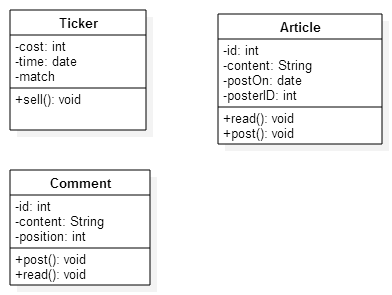 Ticker
-cost: int
-time: date
-match
+sell(): void
Article
-id: int
-content: String
-postOn: date
-posterID: int
+read(): void
+post(): void
Comment
-id: int
-content: String
-position: int
+post(): void
+read(): void